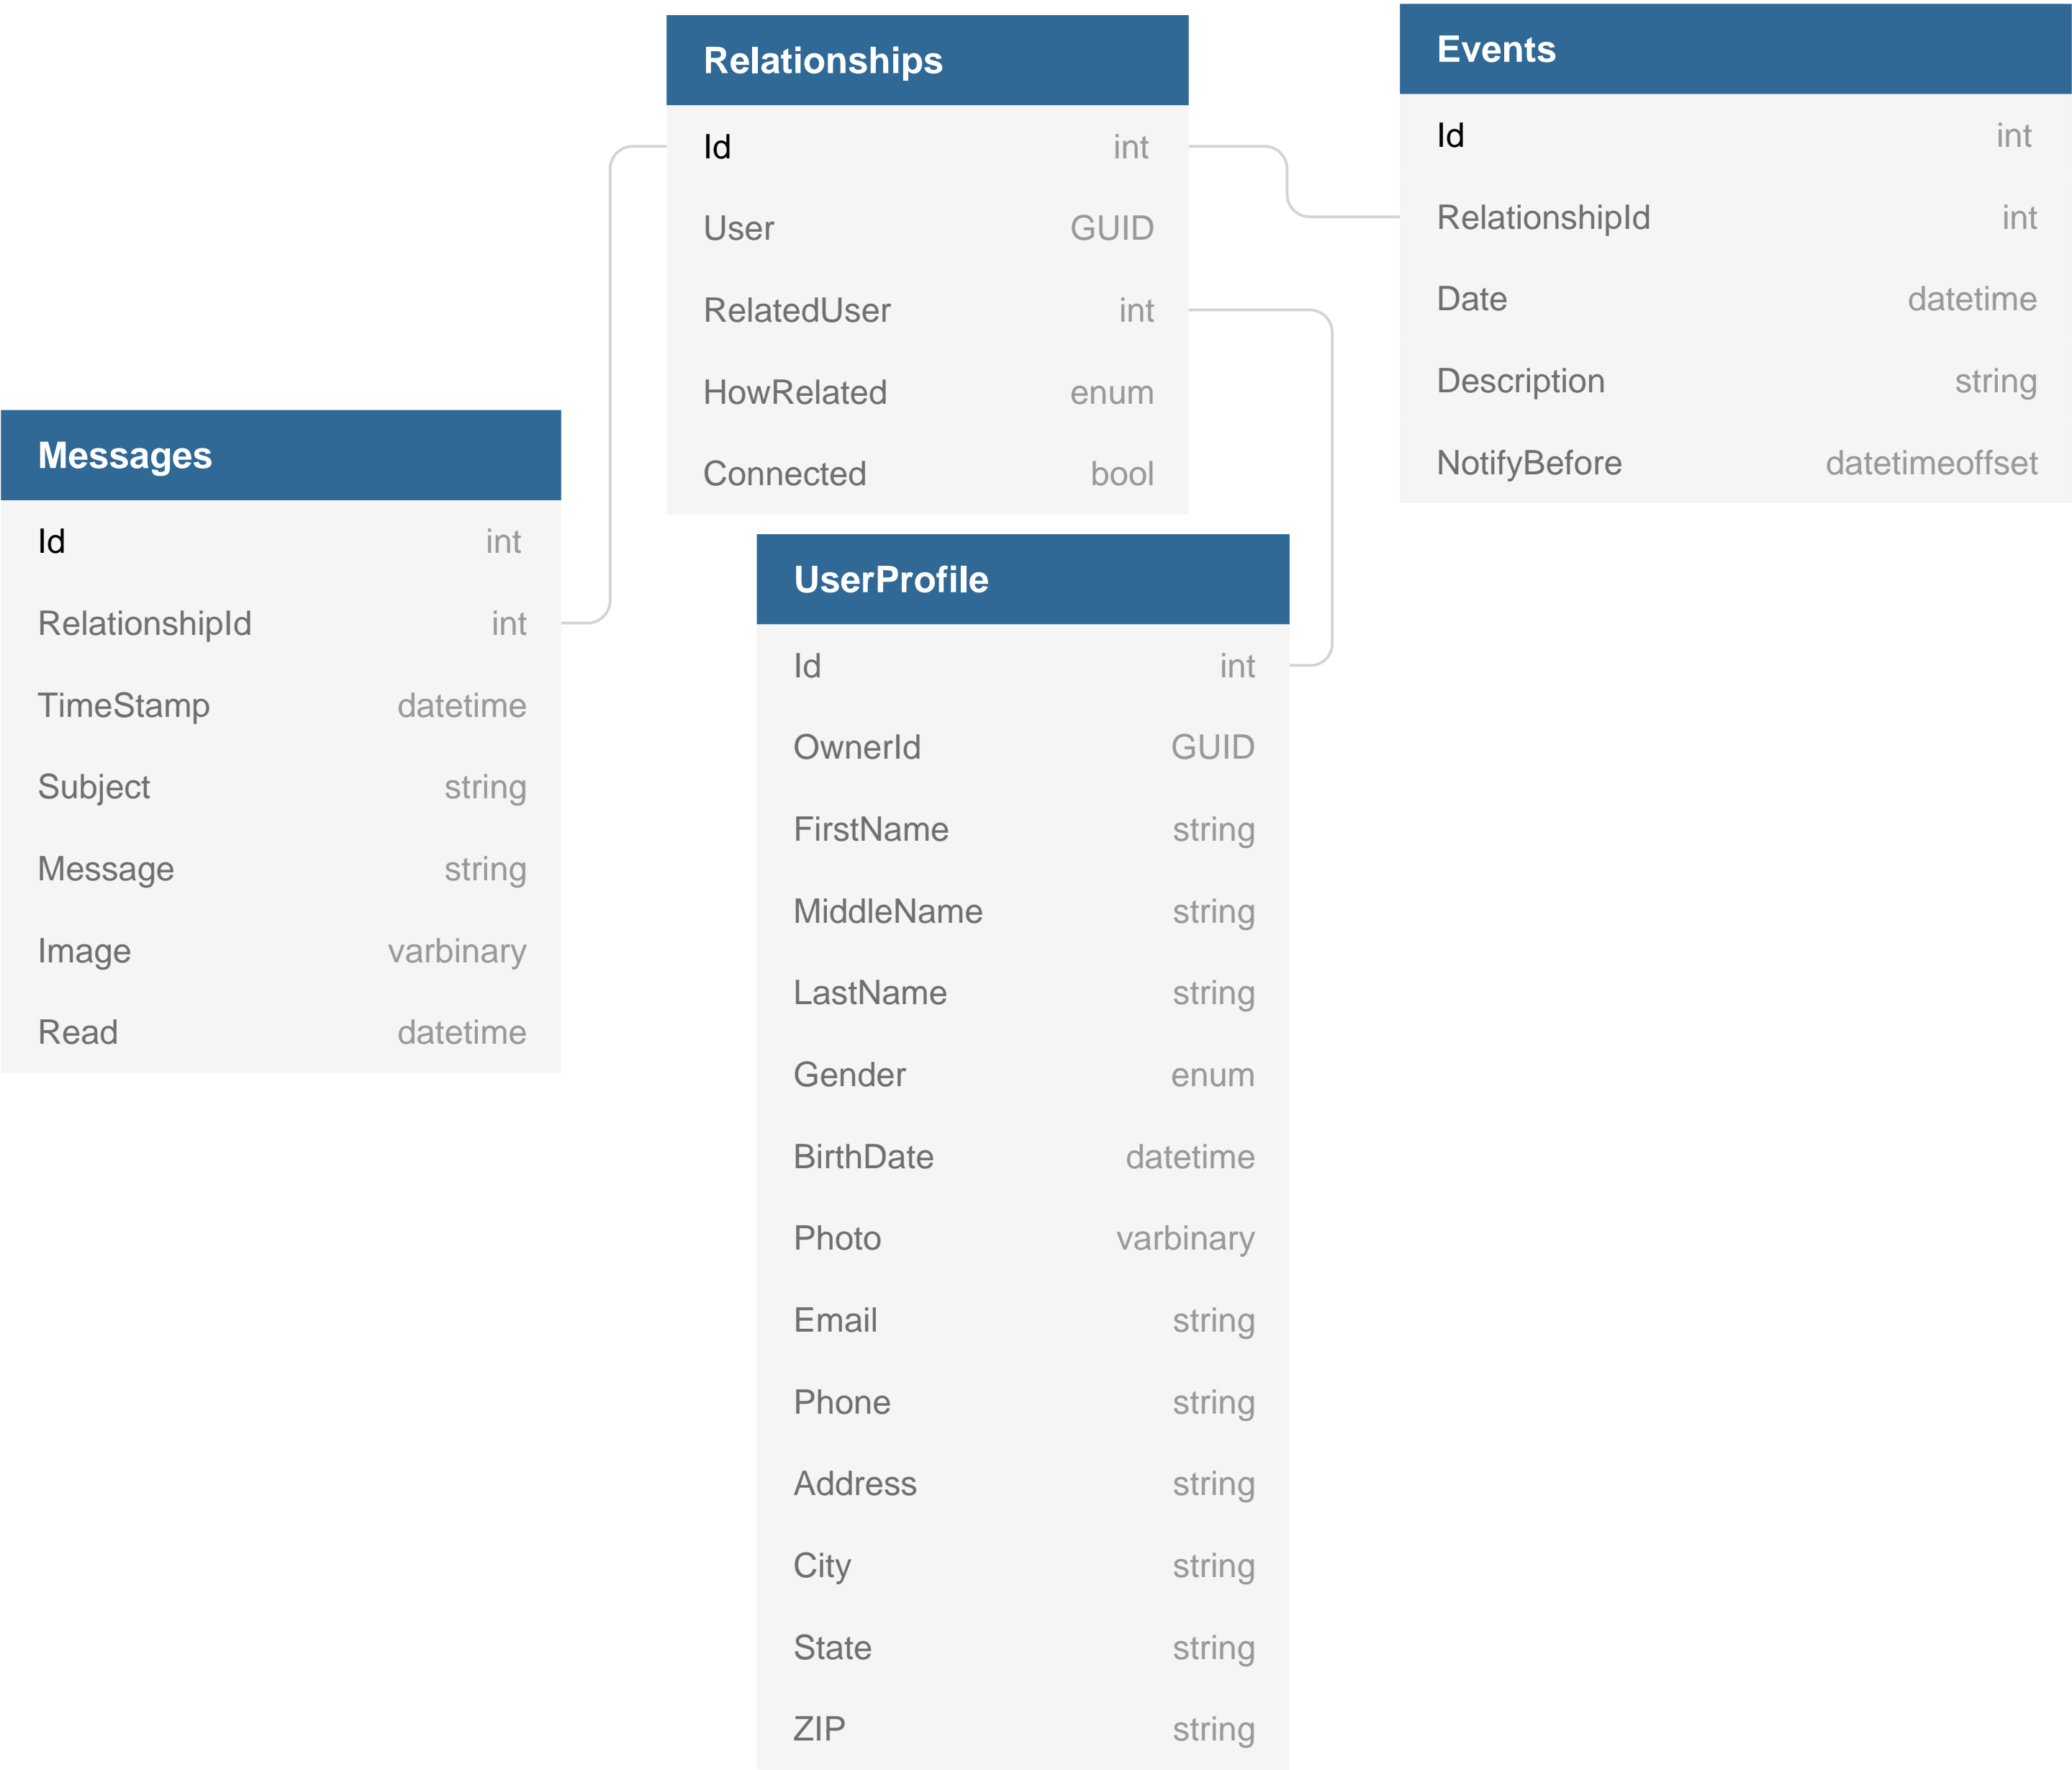 Relationships
Id int
User GUID
RelatedUser int
HowRelated enum
Connected bool
Events
Id int
RelationshipId int
Date datetime
Description string
NotifyBefore datetimeoffset
Messages
Id int
RelationshipId int
TimeStamp datetime
Subject string
Message string
Image varbinary
Read datetime
UserProfile
Id int
OwnerId GUID
FirstName string
MiddleName string
LastName string
Gender enum
BirthDate datetime
Photo varbinary
Email string
Phone string
Address string
City string
State string
ZIP string